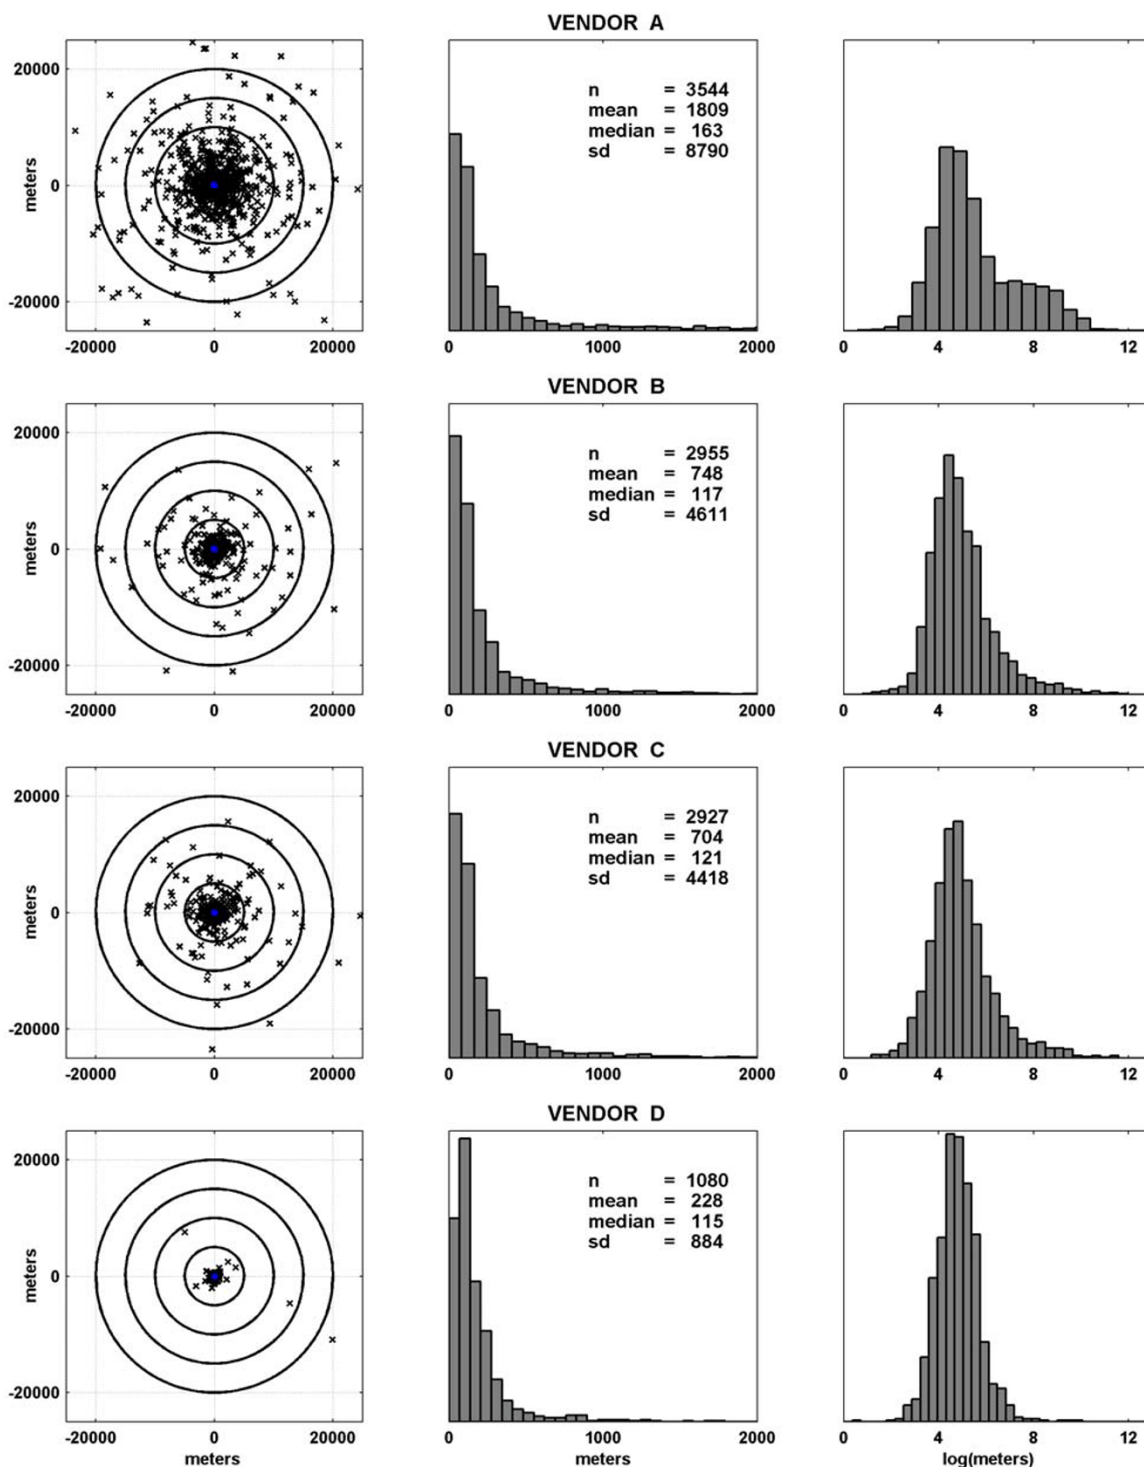 VENDOR A
20000
0
-20000
meters
-20000 0 20000
n = 3544
mean = 1809
median = 163
sd = 8790
0 1000 2000
0 4 8 12
VENDOR B
20000
0
-20000
meters
-20000 0 20000
n = 2955
mean = 748
median = 117
sd = 4611
0 1000 2000
0 4 8 12
VENDOR C
20000
0
-20000
meters
-20000 0 20000
n = 2927
mean = 704
median = 121
sd = 4418
0 1000 2000
0 4 8 12
VENDOR D
20000
0
-20000
meters
-20000 0 20000
meters
n = 1080
mean = 228
median = 115
sd = 884
0 1000 2000
meters
0 4 8 12
log(meters)